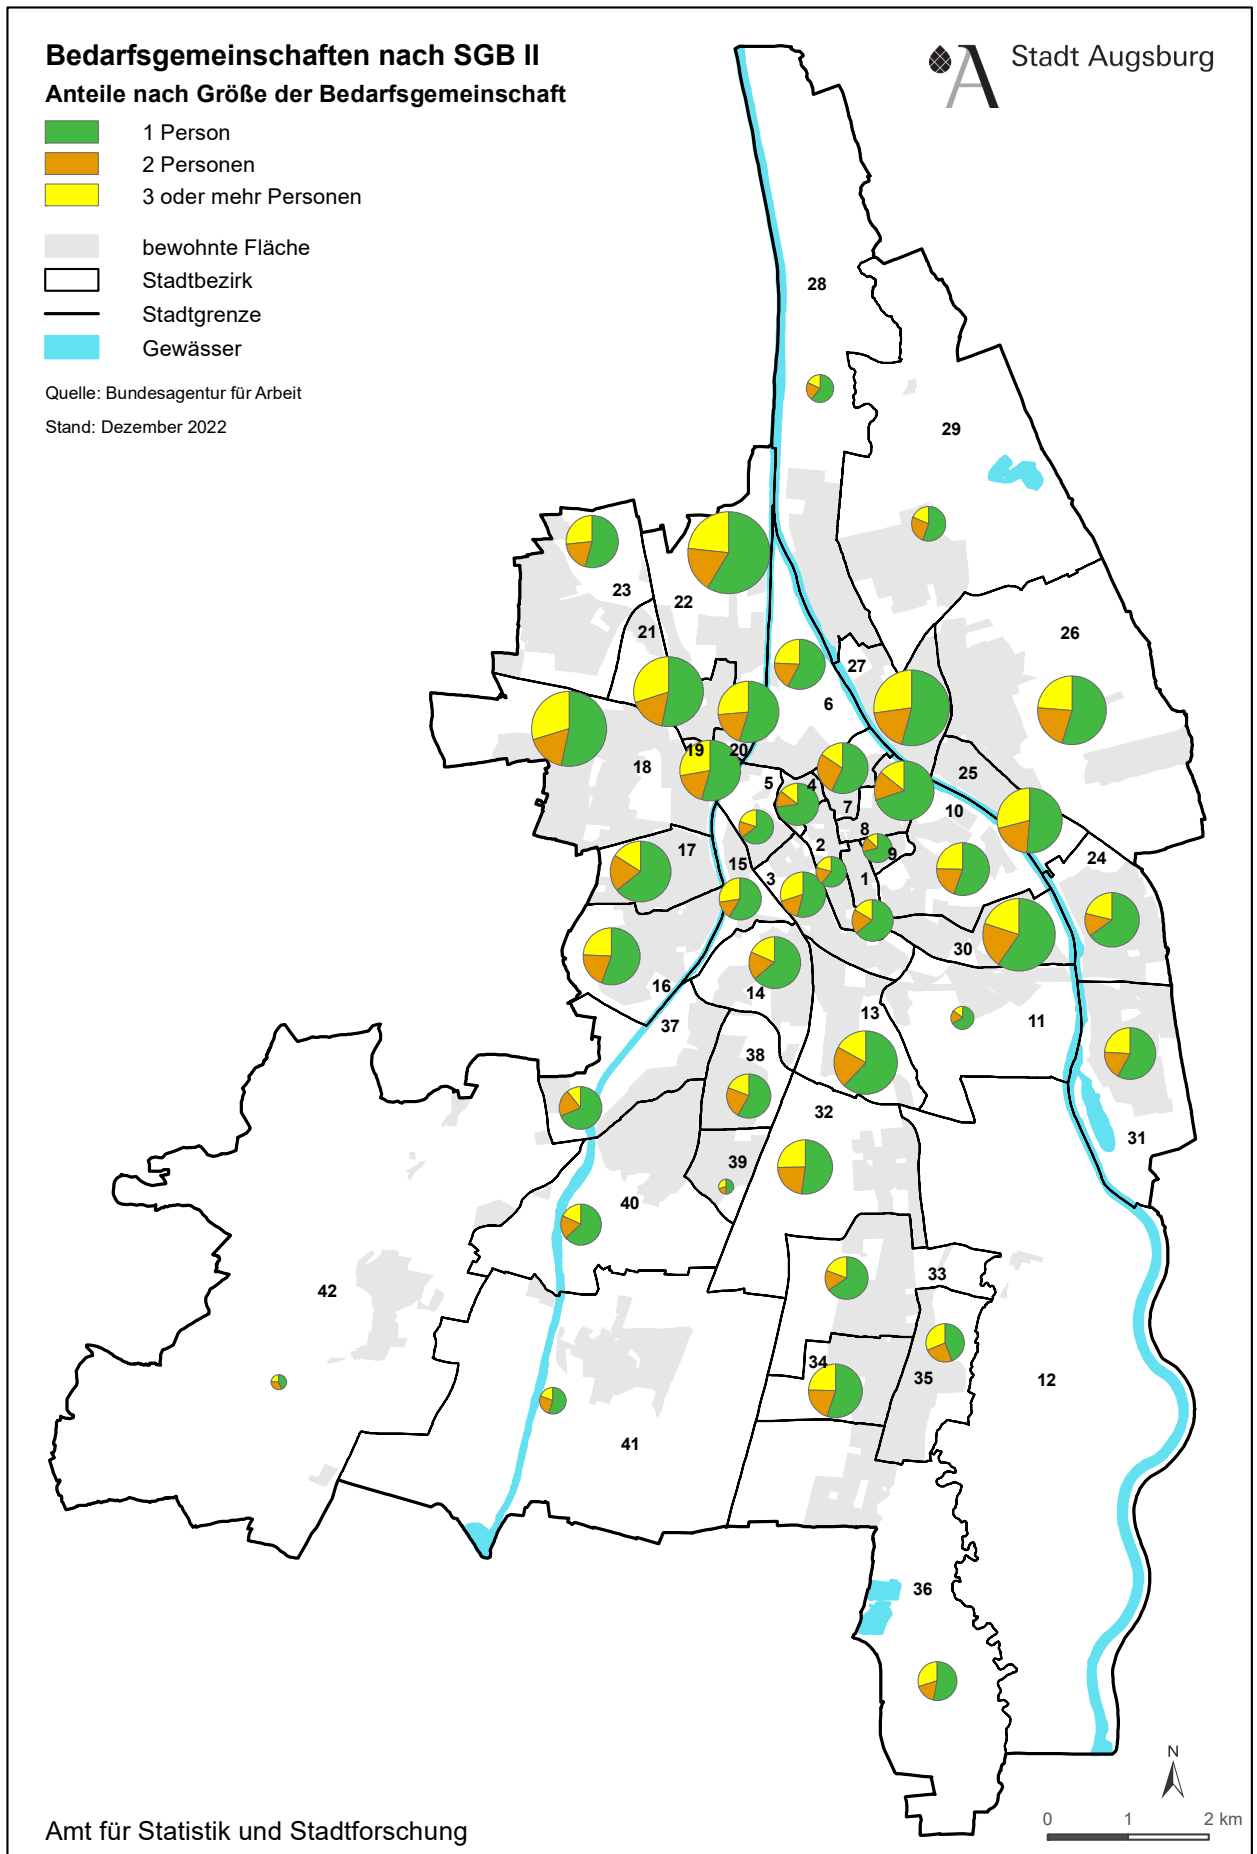 Bedarfsgemeinschaften nach SGB II
Anteile nach Größe der Bedarfsgemeinschaft
1 Person
2 Personen
3 oder mehr Personen
bewohnte Fläche
Stadtbezirk
Stadtgrenze
Gewässer
Quelle: Bundesagentur für Arbeit
Stand: Dezember 2022
A Stadt Augsburg
28
29
23
22
21
26
27
6
19
20
18
5
4
25
7
10
8
2
17
9
24
15
3
1
30
16
14
13
11
37
38
32
31
39
40
33
42
34
35
12
41
36
N
0 1 2 km
Amt für Statistik und Stadtforschung